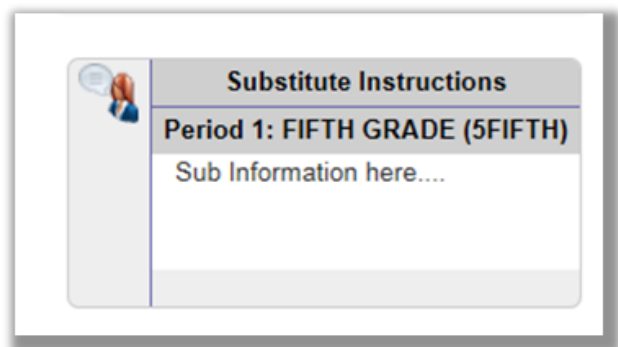 Substitute Instructions
Period 1: FIFTH GRADE (5FIFTH)
Sub Information here....